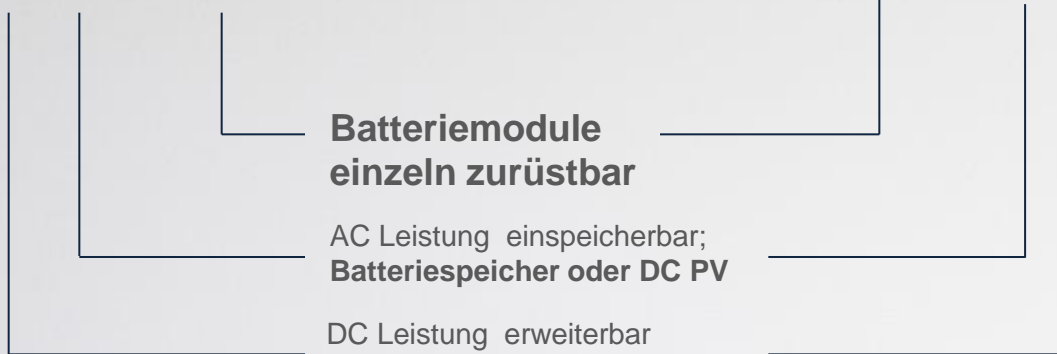 Batteriemodule
einzeln zurüstbar
AC Leistung einspeicherbar;
Batteriespeicher oder DC PV
DC Leistung erweiterbar